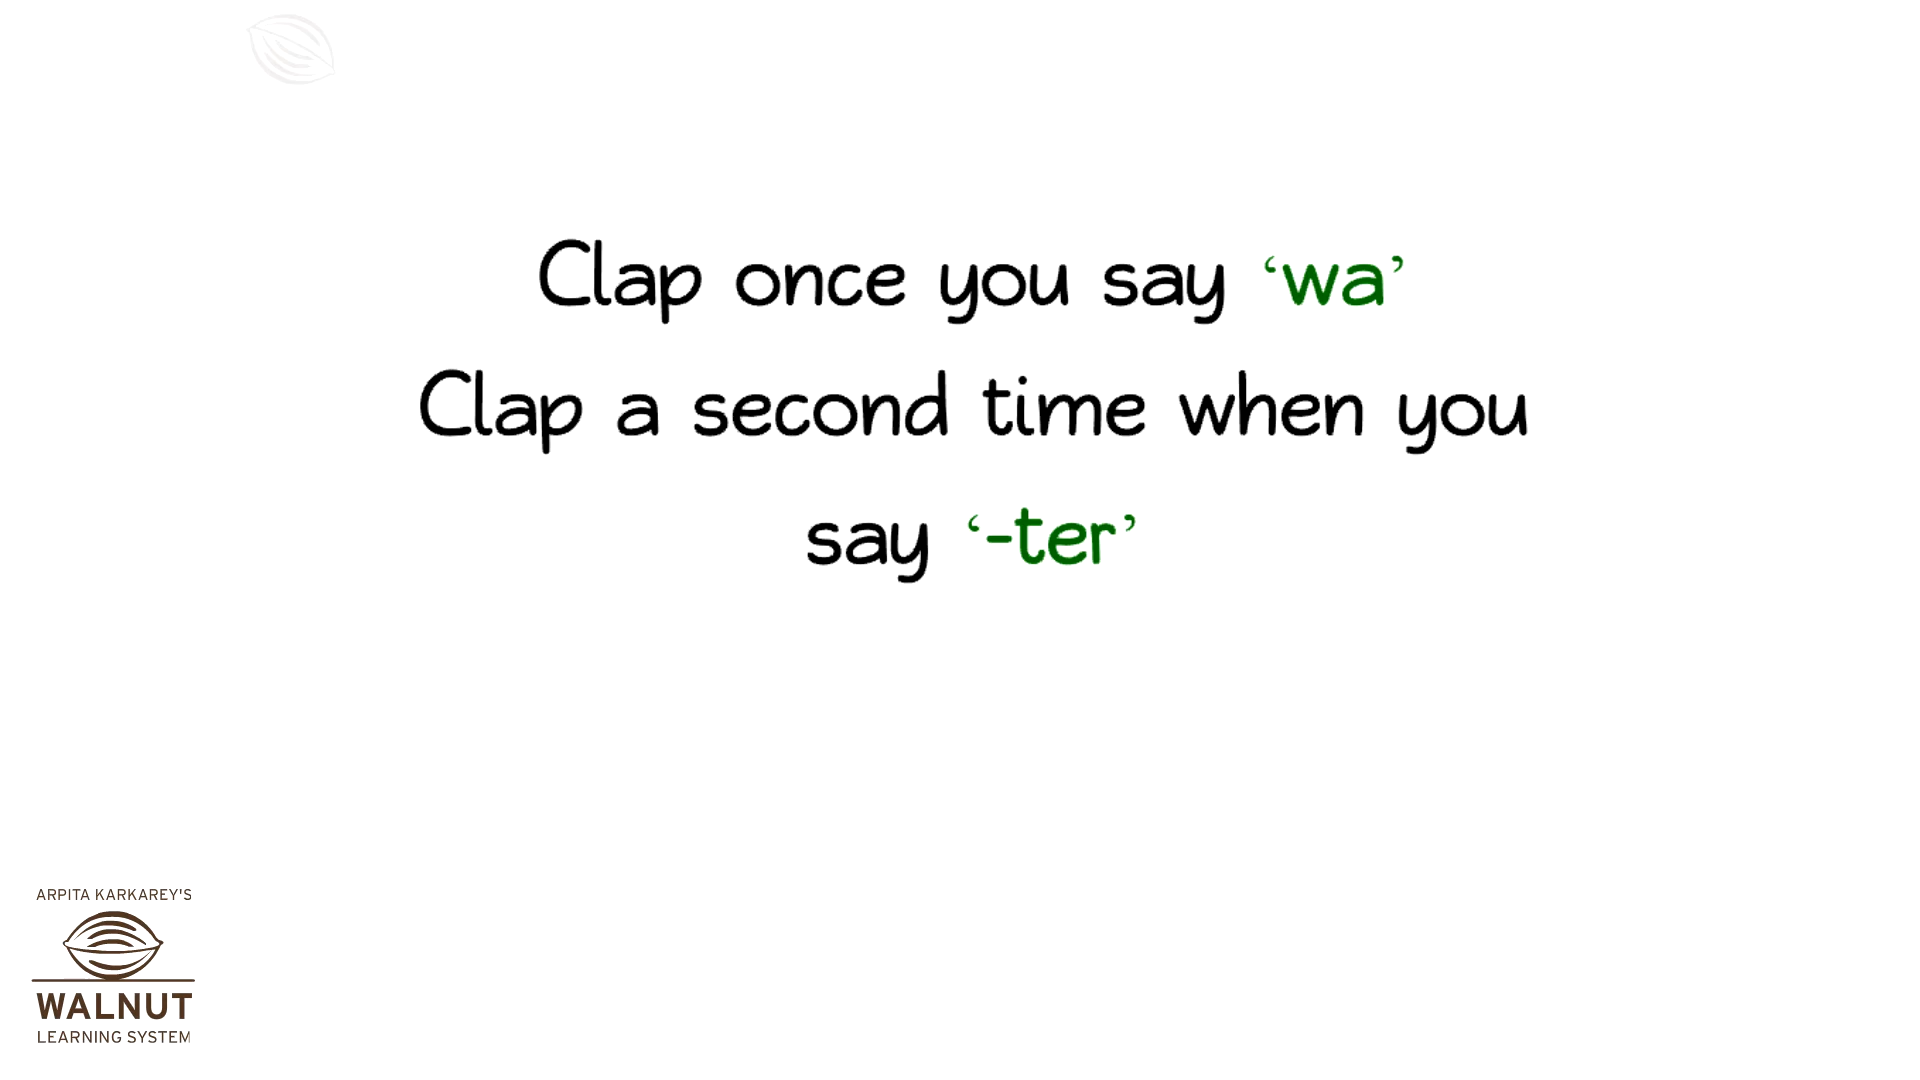 Clap once you say ‘wa’
Clap a second time when you
say ‘-ter’
ARPITA KARKAREY'S
WALNUT
LEARNING SYSTEM